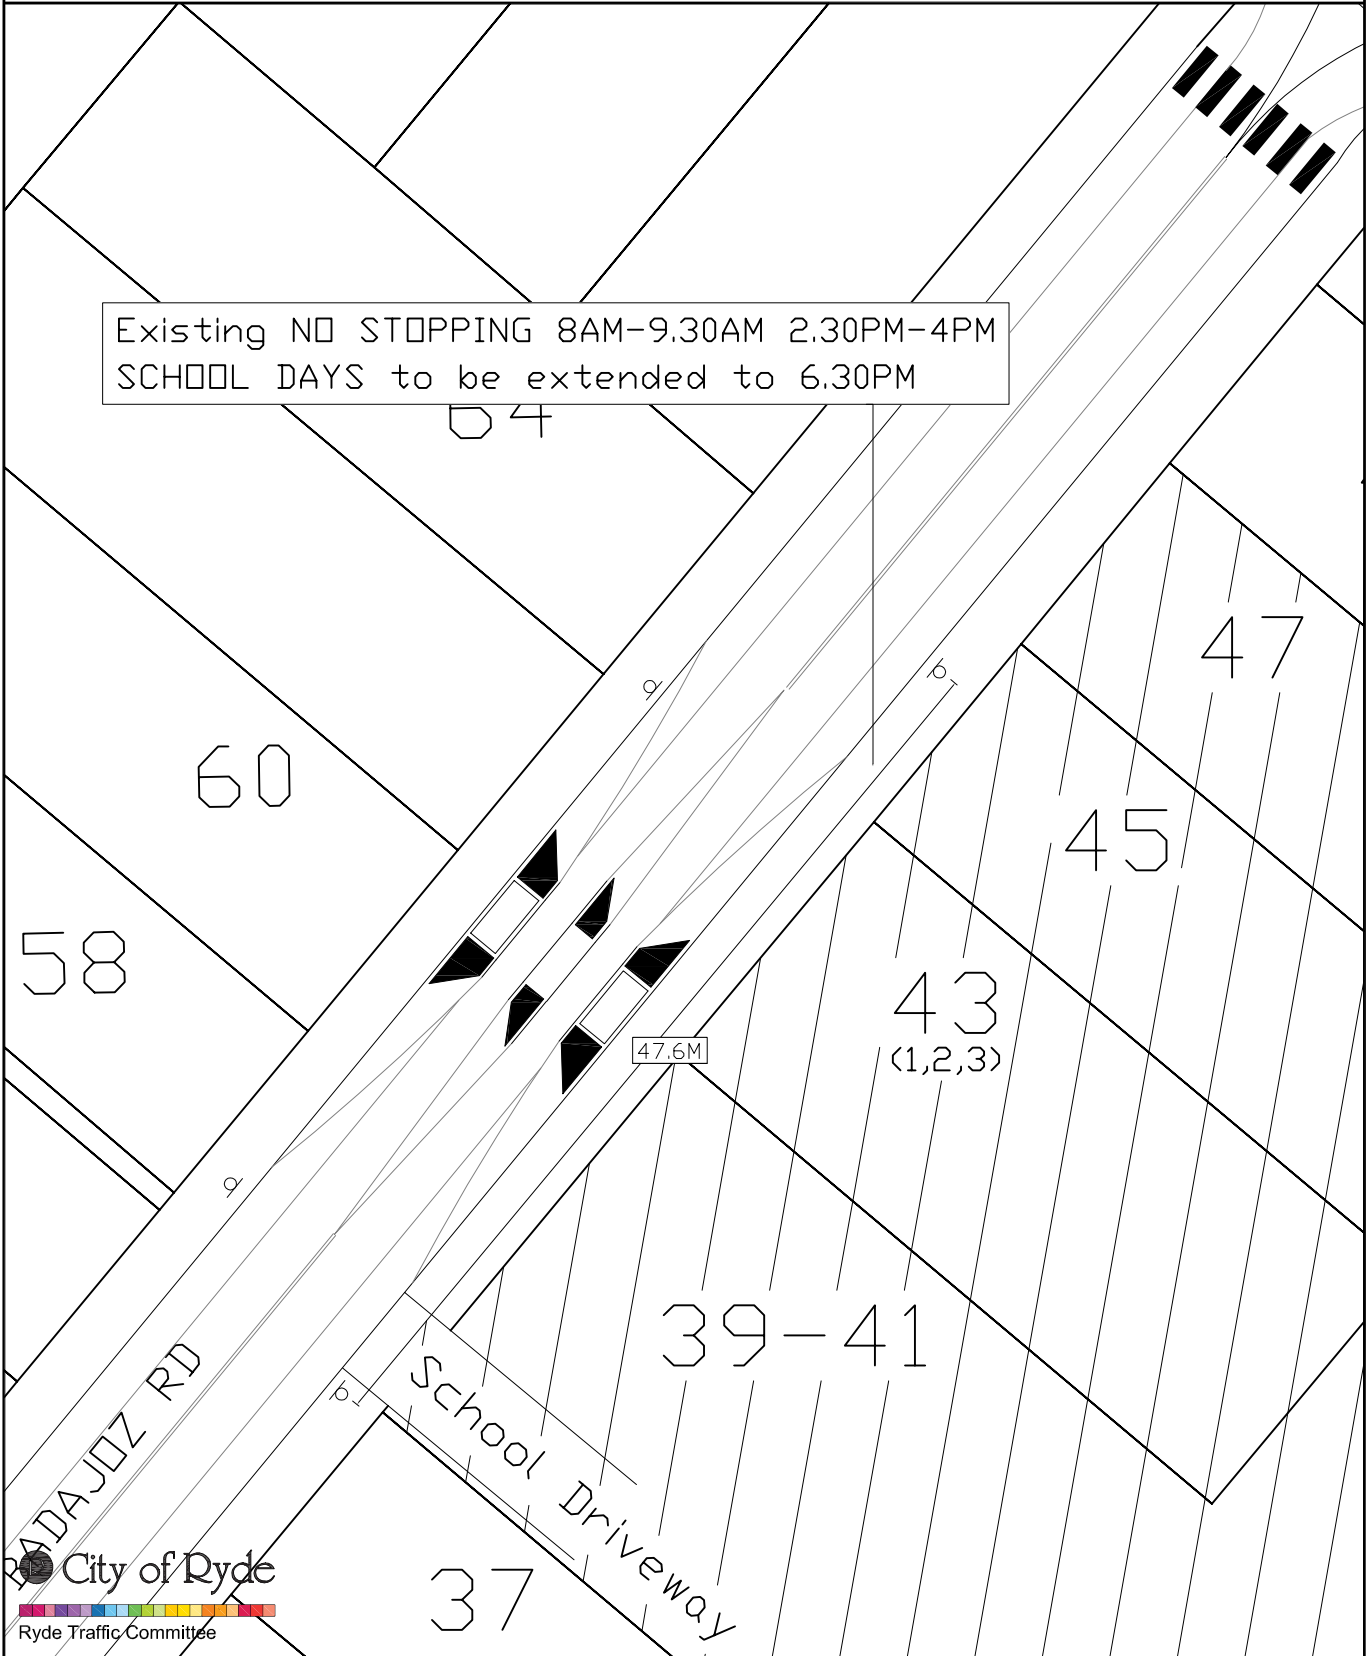 Existing NO STOPPING 8AM-9.30AM 2.30PM-4PM
SCHOOL DAYS to be extended to 6.30PM
64
47
60
45
58
43
(1,2,3)
47.6M
39-41
School Driveway
BADAJOZ RD
37
City of Ryde
Ryde Traffic Committee